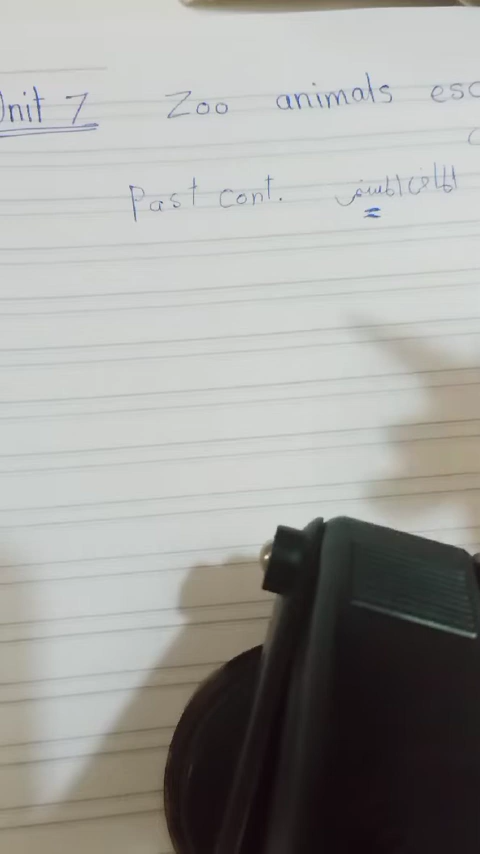 Unit 7 Zoo animals esc
Past cont. الماضي المستمر